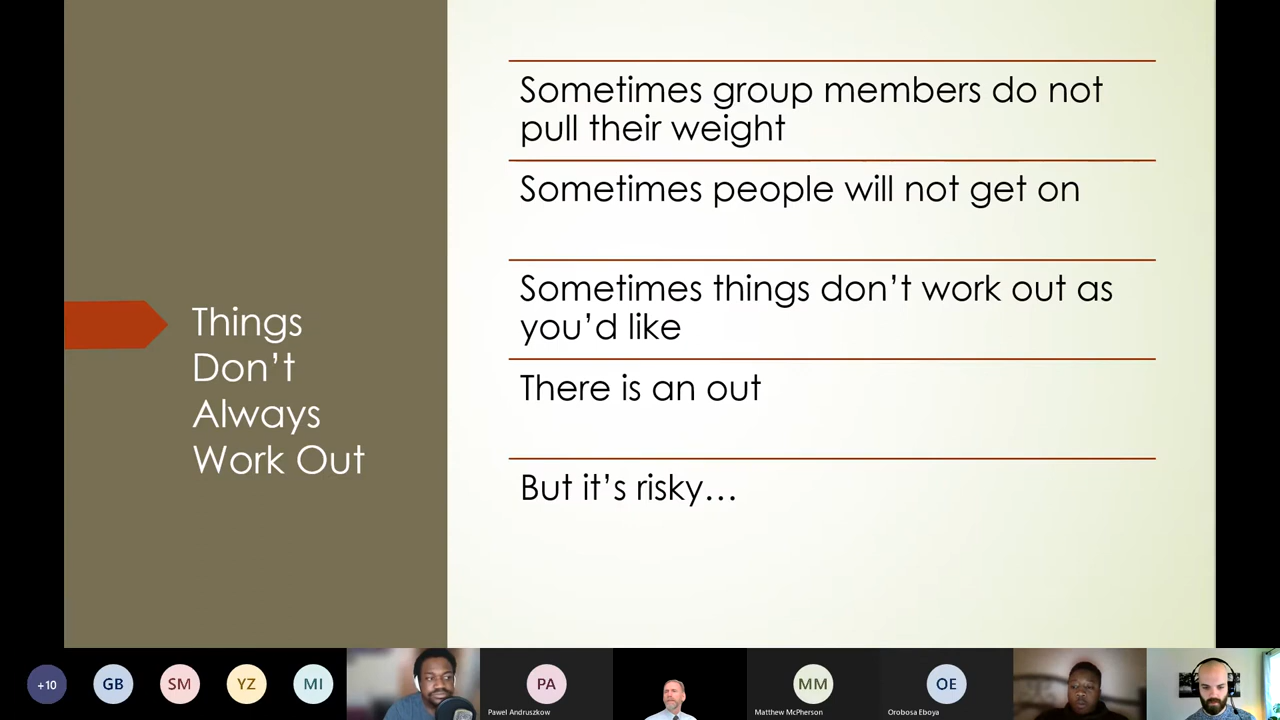 Things
Don’t
Always
Work Out
Sometimes group members do not
pull their weight
Sometimes people will not get on
Sometimes things don’t work out as
you’d like
There is an out
But it’s risky…
+10
GB
SM
YZ
MI
PA
Pawel Andruszkow
MM
Matthew McPherson
OE
Orobosa Eboya